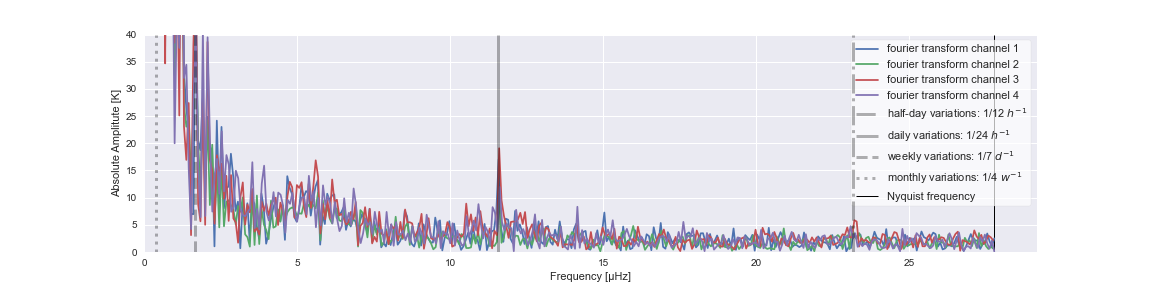 40
35
30
25
20
15
10
5
0
Absolute Amplitute [K]
0 5 10 15 20 25
Frequency [µHz]
fourier transform channel 1
fourier transform channel 2
fourier transform channel 3
fourier transform channel 4
half-day variations: 1/12 h⁻¹
daily variations: 1/24 h⁻¹
weekly variations: 1/7 d⁻¹
monthly variations: 1/4 w⁻¹
Nyquist frequency